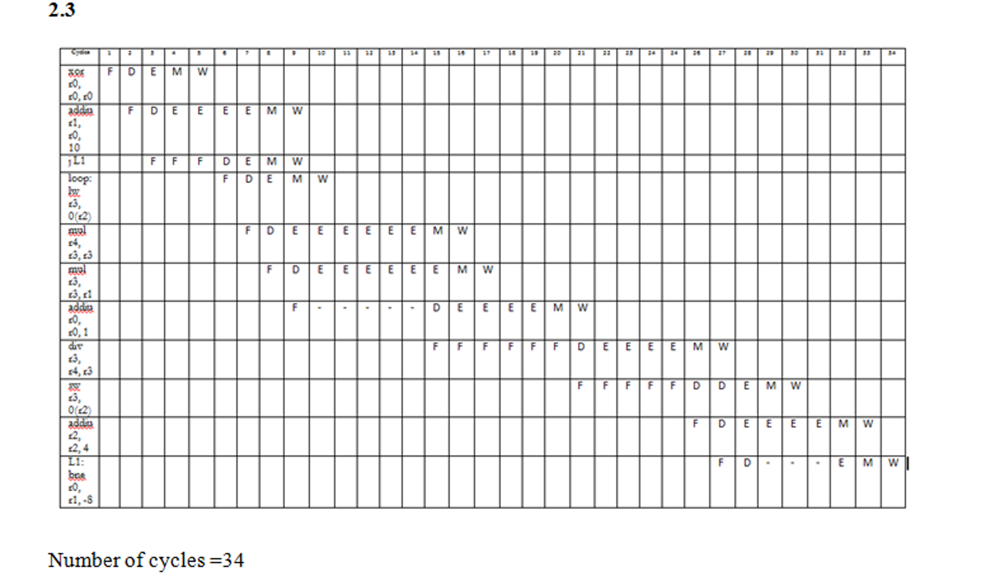 2.3
Cycles 1 2 3 4 5 6 7 8 9 10 11 12 13 14 15 16 17 18 19 20 21 22 23 24 24 26 27 28 29 30 31 32 33 34
xor F D E M W
r0,
r0, r0
addiu F D E E E E M W
r1,
r0,
10
j L1 F F F D E M W
loop: F D E M W
lw
r3,
0(r2)
mul F D E E E E E E M W
r4,
r3, r3
mul F D E E E E E E M W
r3,
r3, r1
addiu F - - - - - D E E E E M W
r0,
r0, 1
div F F F F F F D E E E E M W
r3,
r4, r3
sw F F F F F D D E M W
r3,
0(r2)
addiu F D E E E E M W
r2,
r2, 4
L1: F D - - - E M W
bne
r0,
r1, -8
Number of cycles =34